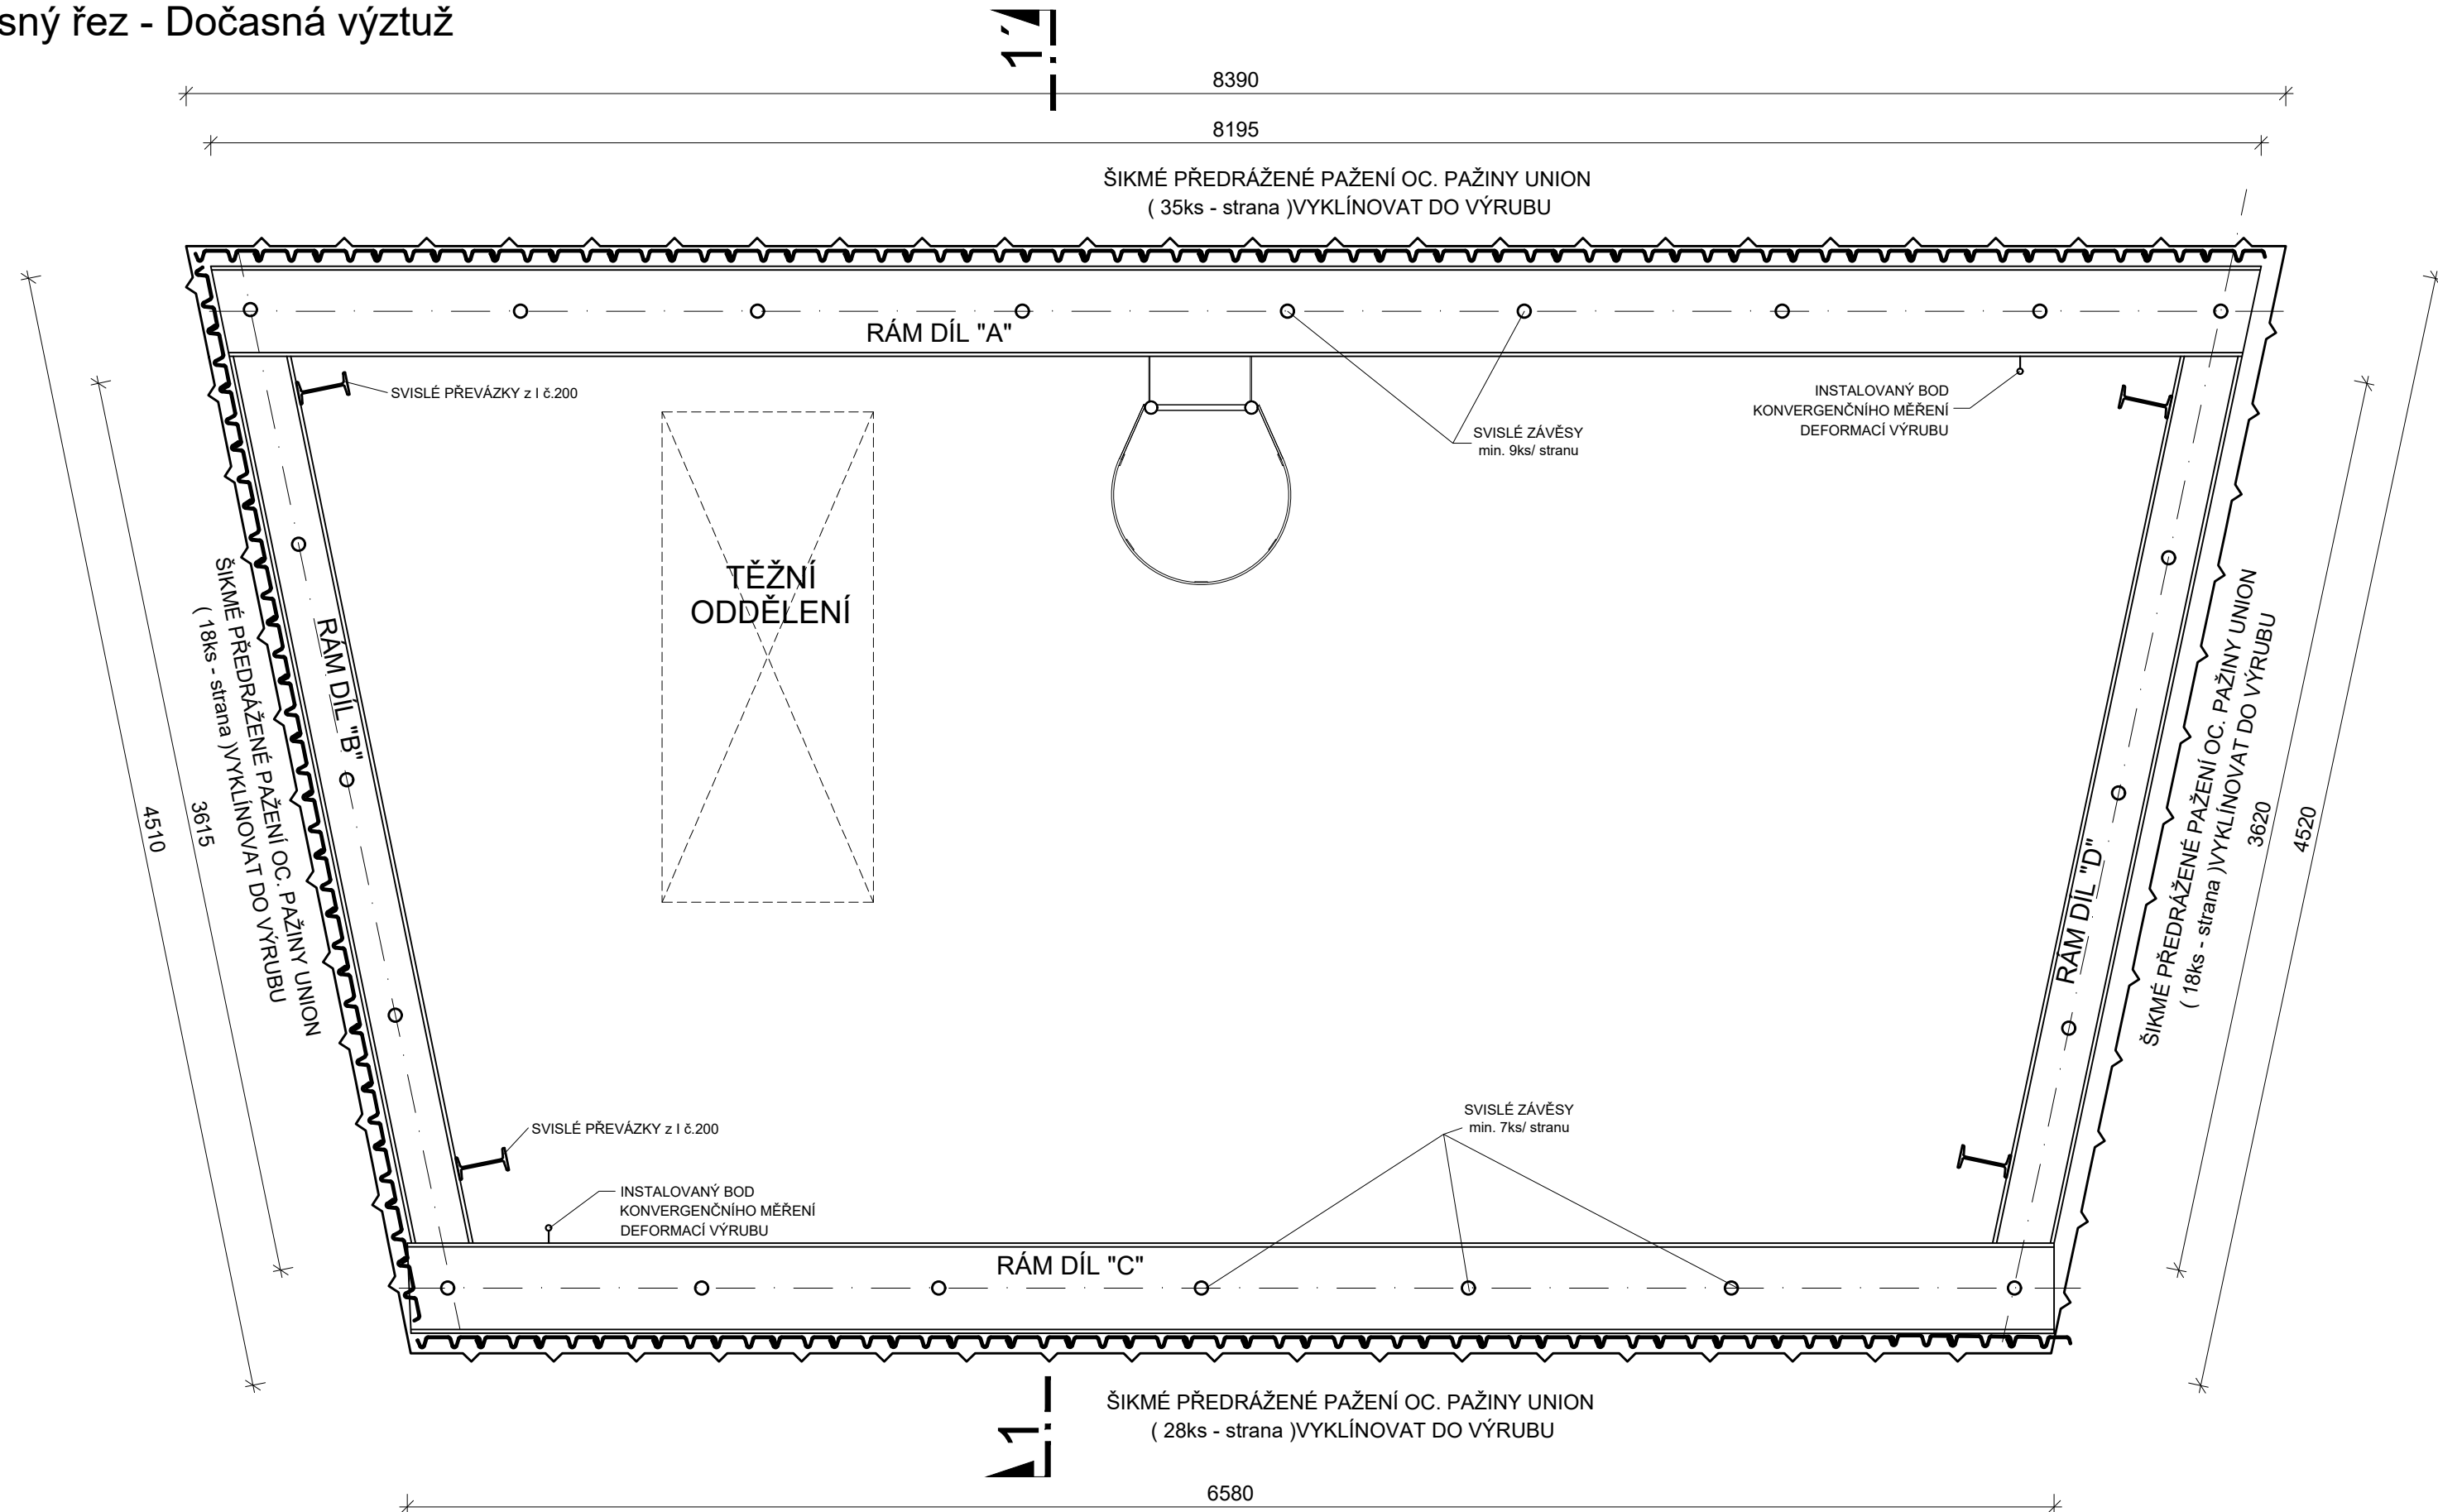 sný řez - Dočasná výztuž
1´
8390
8195
ŠIKMÉ PŘEDRÁŽENÉ PAŽENÍ OC. PAŽINY UNION
( 35ks - strana )VYKLÍNOVAT DO VÝRUBU
RÁM DÍL "A"
SVISLÉ PŘEVÁZKY z I č.200
INSTALOVANÝ BOD
KONVERGENČNÍHO MĚŘENÍ
DEFORMACÍ VÝRUBU
SVISLÉ ZÁVĚSY
min. 9ks/ stranu
TĚŽNÍ
ODDĚLENÍ
ŠIKMÉ PŘEDRÁŽENÉ PAŽENÍ OC. PAŽINY UNION
( 18ks - strana )VYKLÍNOVAT DO VÝRUBU
RÁM DÍL "B"
4510
3615
RÁM DÍL "D"
ŠIKMÉ PŘEDRÁŽENÉ PAŽENÍ OC. PAŽINY UNION
( 18ks - strana )VYKLÍNOVAT DO VÝRUBU
3620
4520
SVISLÉ PŘEVÁZKY z I č.200
SVISLÉ ZÁVĚSY
min. 7ks/ stranu
INSTALOVANÝ BOD
KONVERGENČNÍHO MĚŘENÍ
DEFORMACÍ VÝRUBU
RÁM DÍL "C"
1
ŠIKMÉ PŘEDRÁŽENÉ PAŽENÍ OC. PAŽINY UNION
( 28ks - strana )VYKLÍNOVAT DO VÝRUBU
6580